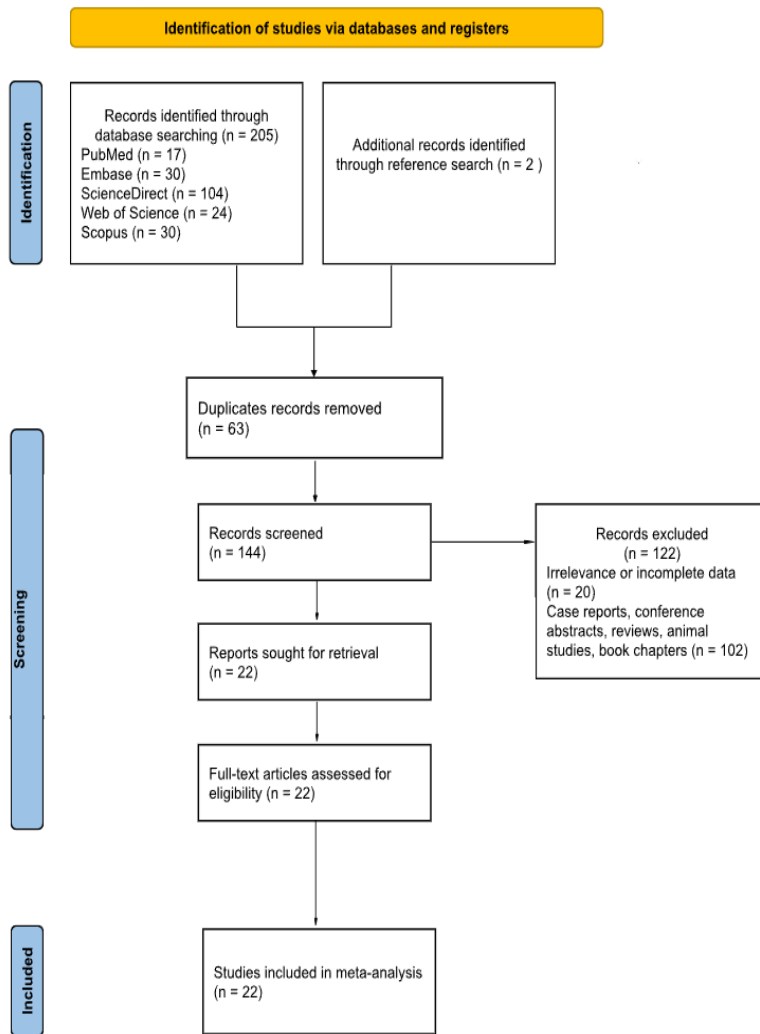 Identification of studies via databases and registers
Identification
Records identified through
database searching (n = 205)
PubMed (n = 17)
Embase (n = 30)
ScienceDirect (n = 104)
Web of Science (n = 24)
Scopus (n = 30)
Additional records identified
through reference search (n = 2 )
Duplicates records removed
(n = 63)
Screening
Records screened
(n = 144)
Records excluded
(n = 122)
Irrelevance or incomplete data
(n = 20)
Case reports, conference
abstracts, reviews, animal
studies, book chapters (n = 102)
Reports sought for retrieval
(n = 22)
Full-text articles assessed for
eligibility (n = 22)
Included
Studies included in meta-analysis
(n = 22)